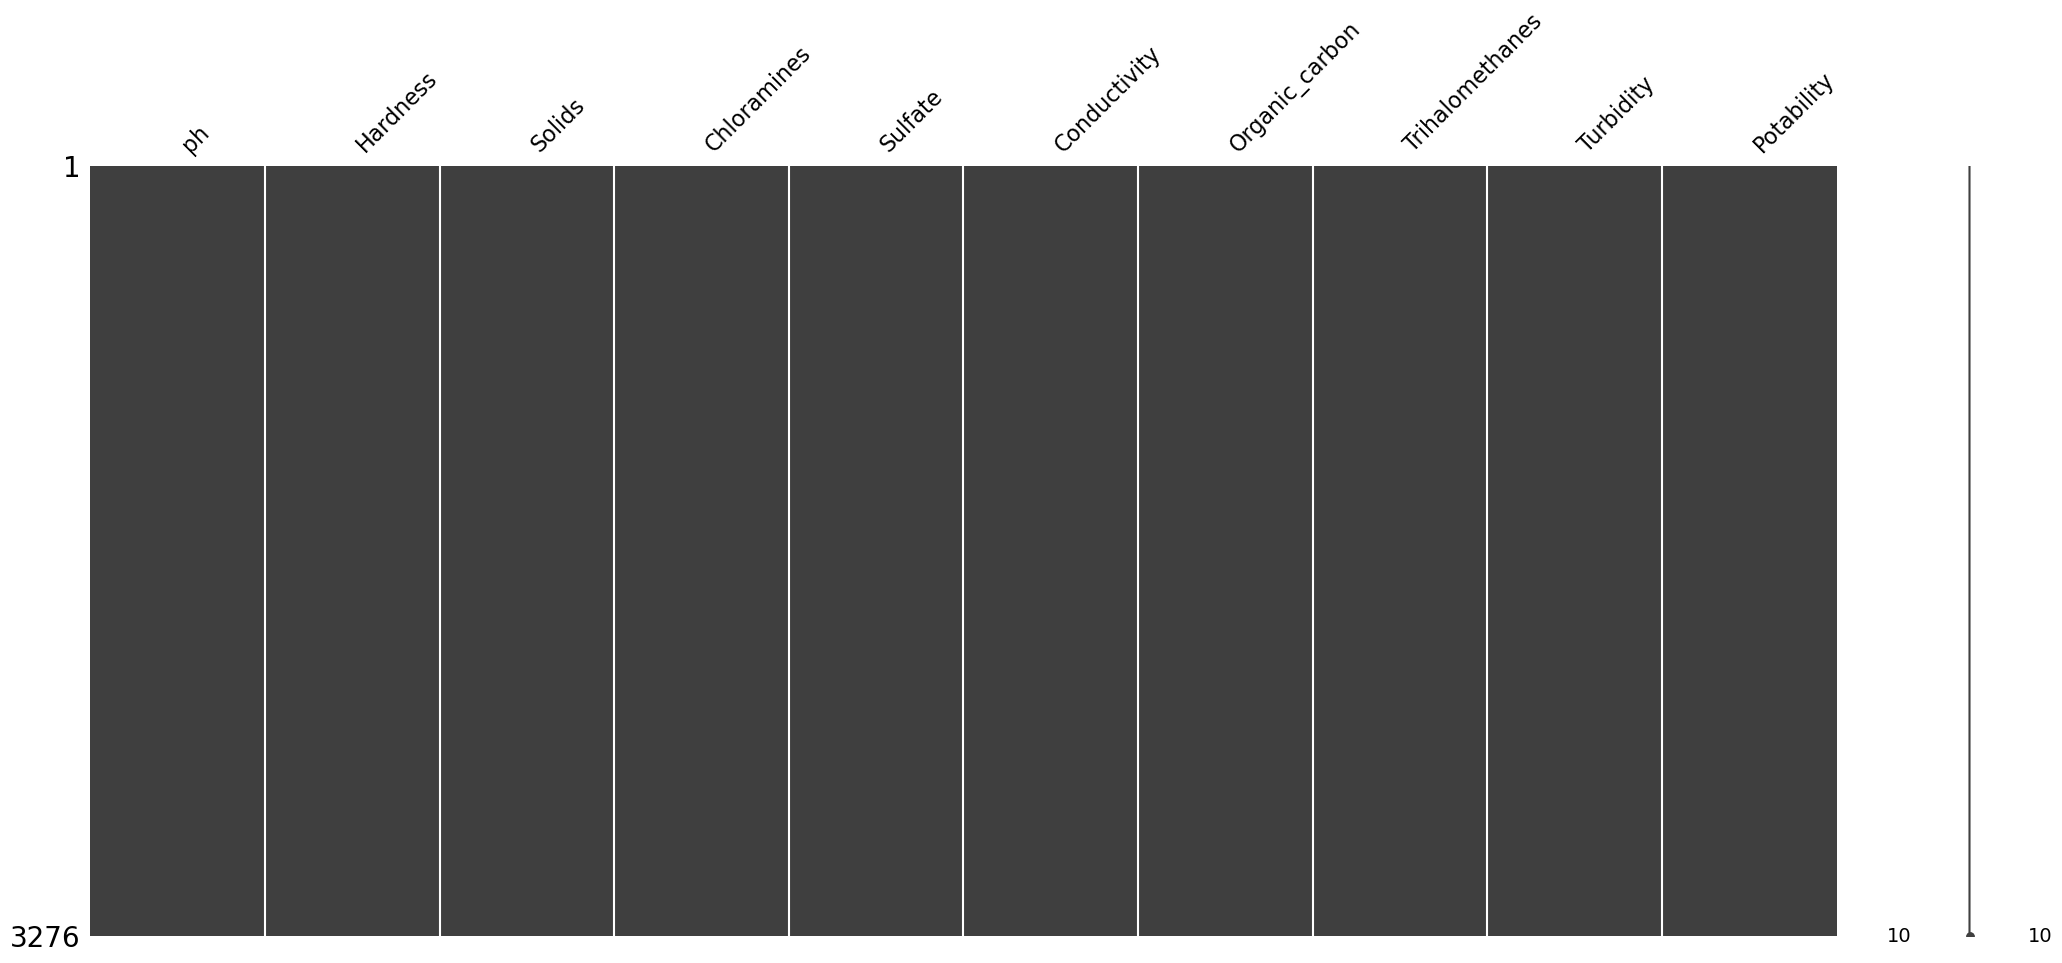 ph
Hardness
Solids
Chloramines
Sulfate
Conductivity
Organic_carbon
Trihalomethanes
Turbidity
Potability
1
3276
10
10